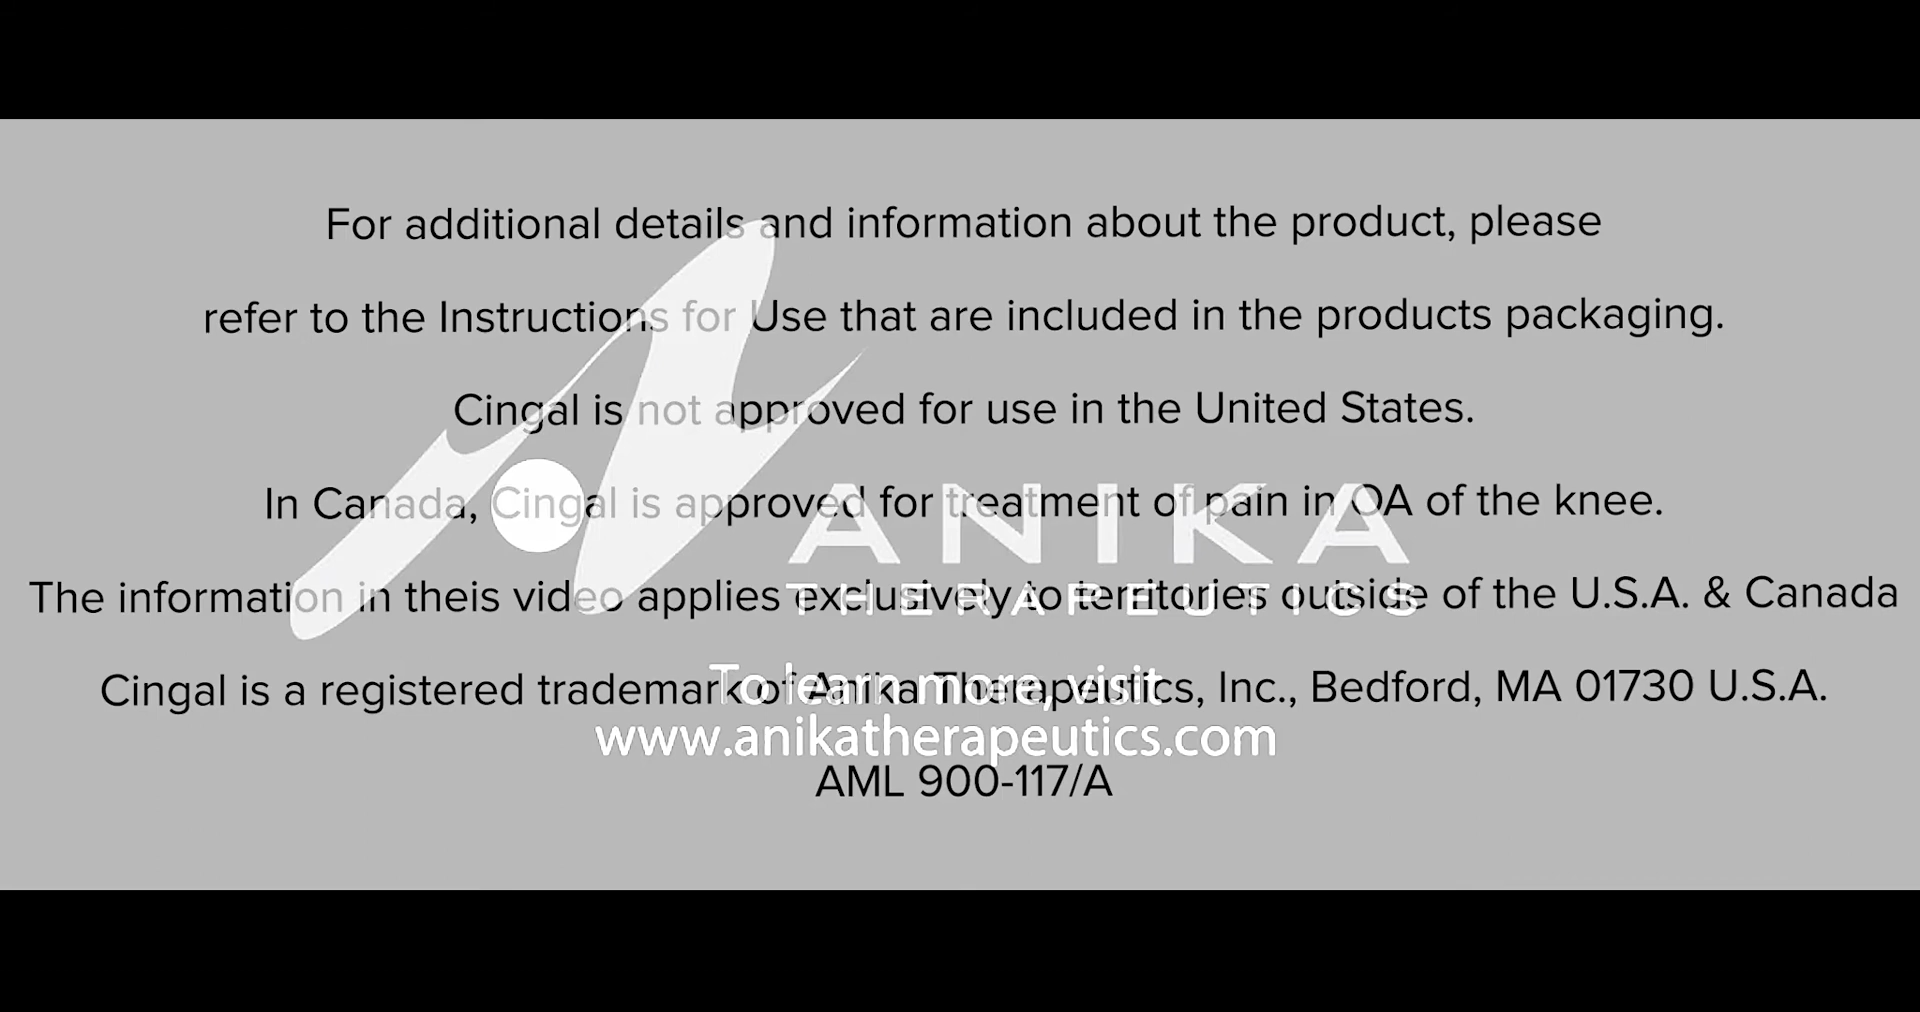 For additional details and information about the product, please
refer to the Instructions for Use that are included in the products packaging.
Cingal is not approved for use in the United States.
In Canada, Cingal is approved for treatment of pain in OA of the knee.
ANIKA
The information in theis video applies exclusively to territories outside of the U.S.A. & Canada
THERAPEUTICS
Cingal is a registered trademark of Anika Therapeutics, Inc., Bedford, MA 01730 U.S.A.
To learn more, visit
www.anikatherapeutics.com
AML 900-117/A